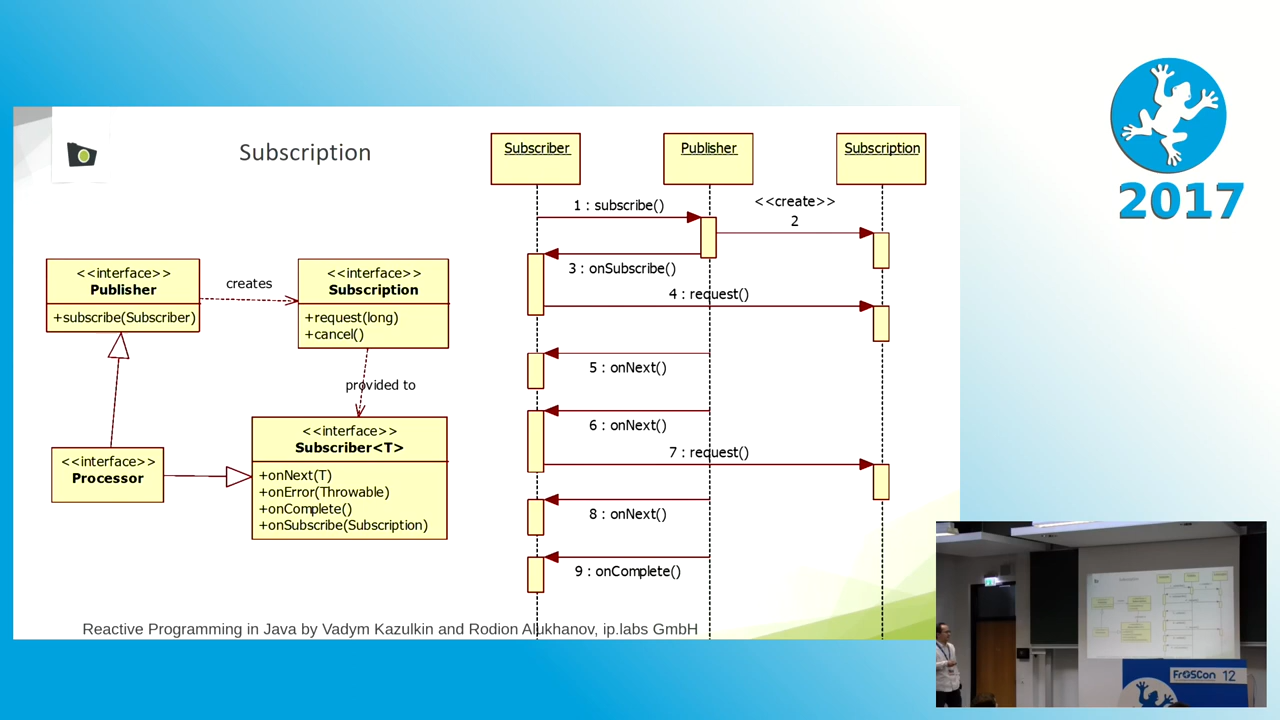 Subscription
<<interface>>
Publisher
+subscribe(Subscriber)
creates
<<interface>>
Subscription
+request(long)
+cancel()
provided to
<<interface>>
Processor
<<interface>>
Subscriber<T>
+onNext(T)
+onError(Throwable)
+onComplete()
+onSubscribe(Subscription)
Subscriber
Publisher
Subscription
1 : subscribe()
<<create>>
2
3 : onSubscribe()
4 : request()
5 : onNext()
6 : onNext()
7 : request()
8 : onNext()
9 : onComplete()
Reactive Programming in Java by Vadym Kazulkin and Rodion Alukhanov, ip.labs GmbH
2017
FrOSCon 12